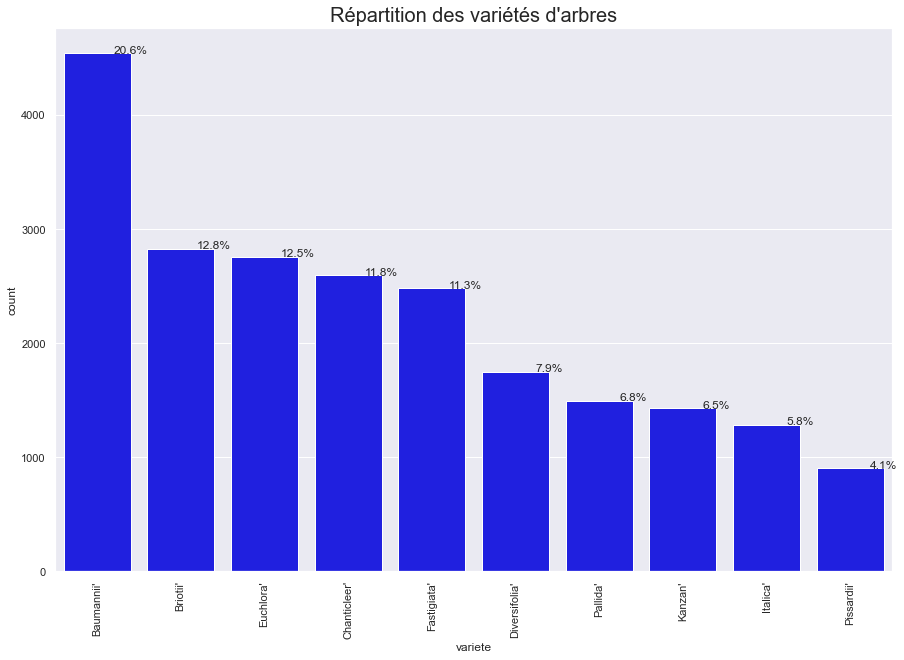 Répartition des variétés d'arbres
4000
3000
2000
1000
0
count
20.6%
12.8%
12.5%
11.8%
11.3%
7.9%
6.8%
6.5%
5.8%
4.1%
Baumannii'
Briotii'
Euchlora'
Chanticleer'
Fastigiata'
Diversifolia'
Pallida'
Kanzan'
Italica'
Pissardii'
variete